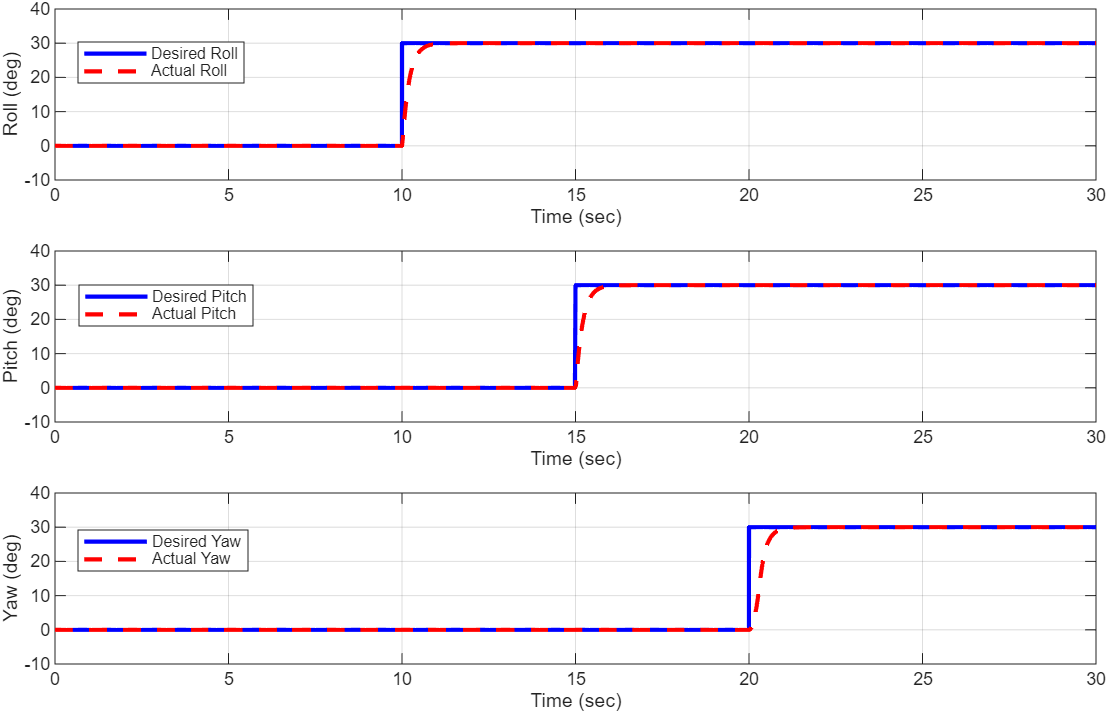 40
30
20
10
0
-10
Roll (deg)
Desired Roll
Actual Roll
0 5 10 15 20 25 30
Time (sec)
40
30
20
10
0
-10
Pitch (deg)
Desired Pitch
Actual Pitch
0 5 10 15 20 25 30
Time (sec)
40
30
20
10
0
-10
Yaw (deg)
Desired Yaw
Actual Yaw
0 5 10 15 20 25 30
Time (sec)